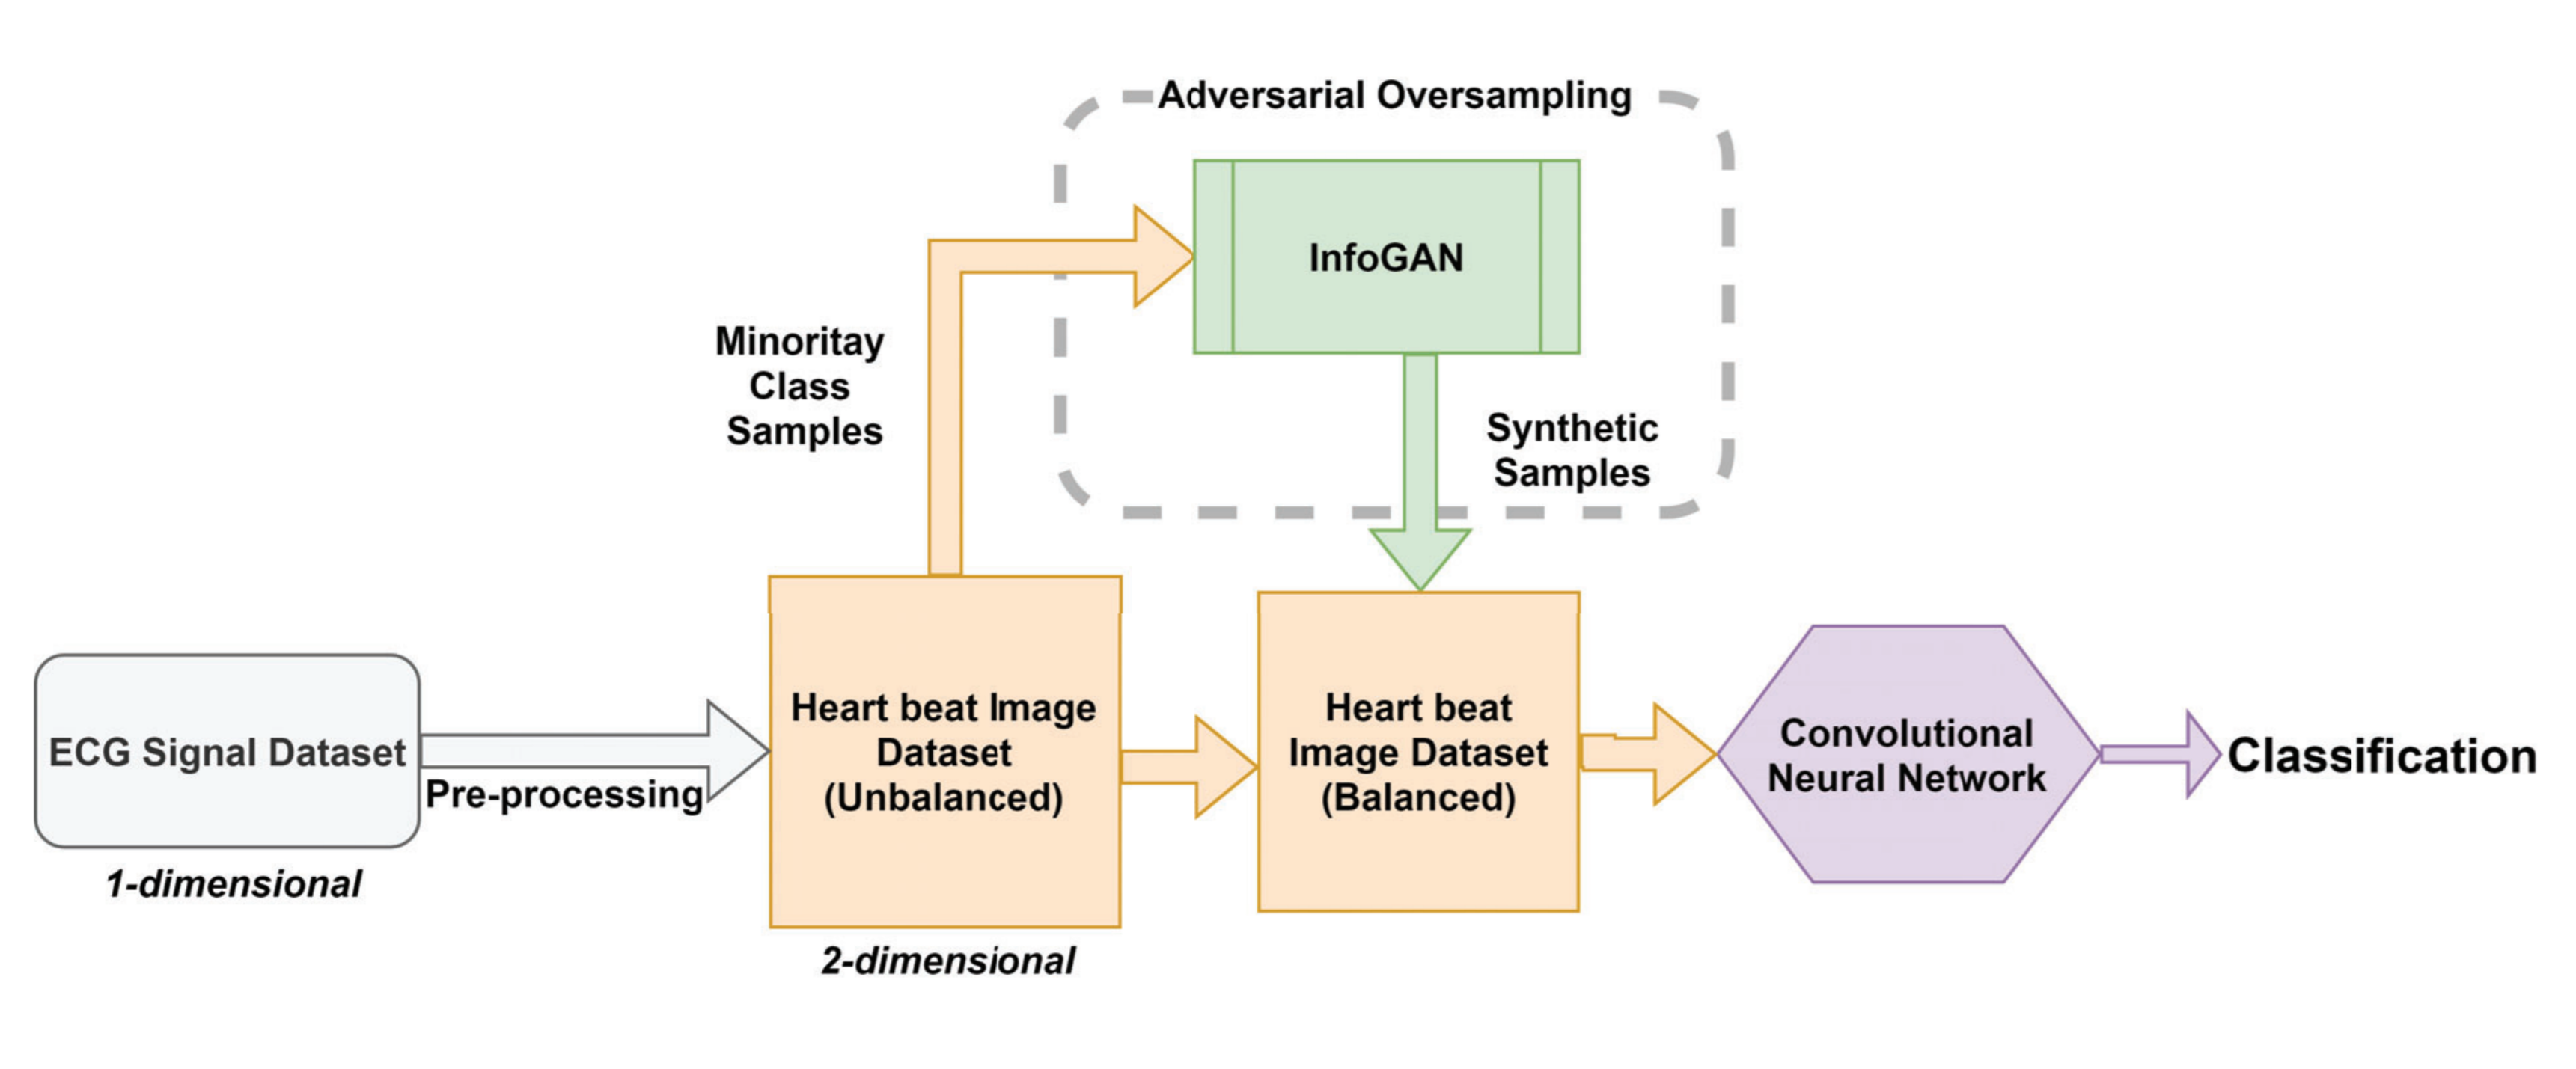 Adversarial Oversampling
InfoGAN
Minoritay
Class
Samples
Synthetic
Samples
ECG Signal Dataset
Pre-processing
1-dimensional
Heart beat Image
Dataset
(Unbalanced)
2-dimensional
Heart beat
Image Dataset
(Balanced)
Convolutional
Neural Network
Classification